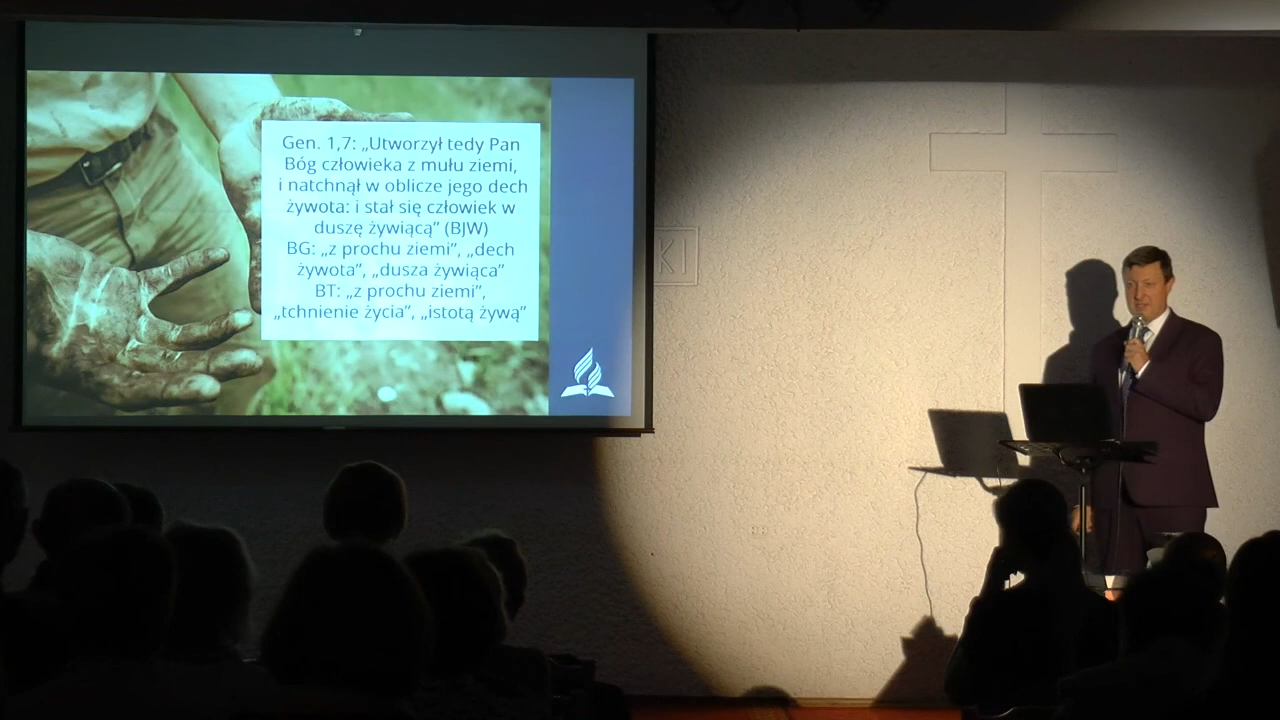 Gen. 1,7: „Utworzył tedy Pan
Bóg człowieka z mułu ziemi,
i natchnął w oblicze jego dech
żywota: i stał się człowiek w
duszę żywiącą” (BJW)
BG: „z prochu ziemi”, „dech
żywota”, „dusza żywiąca”
BT: „z prochu ziemi”,
„tchnienie życia”, „istotą żywą”
KI